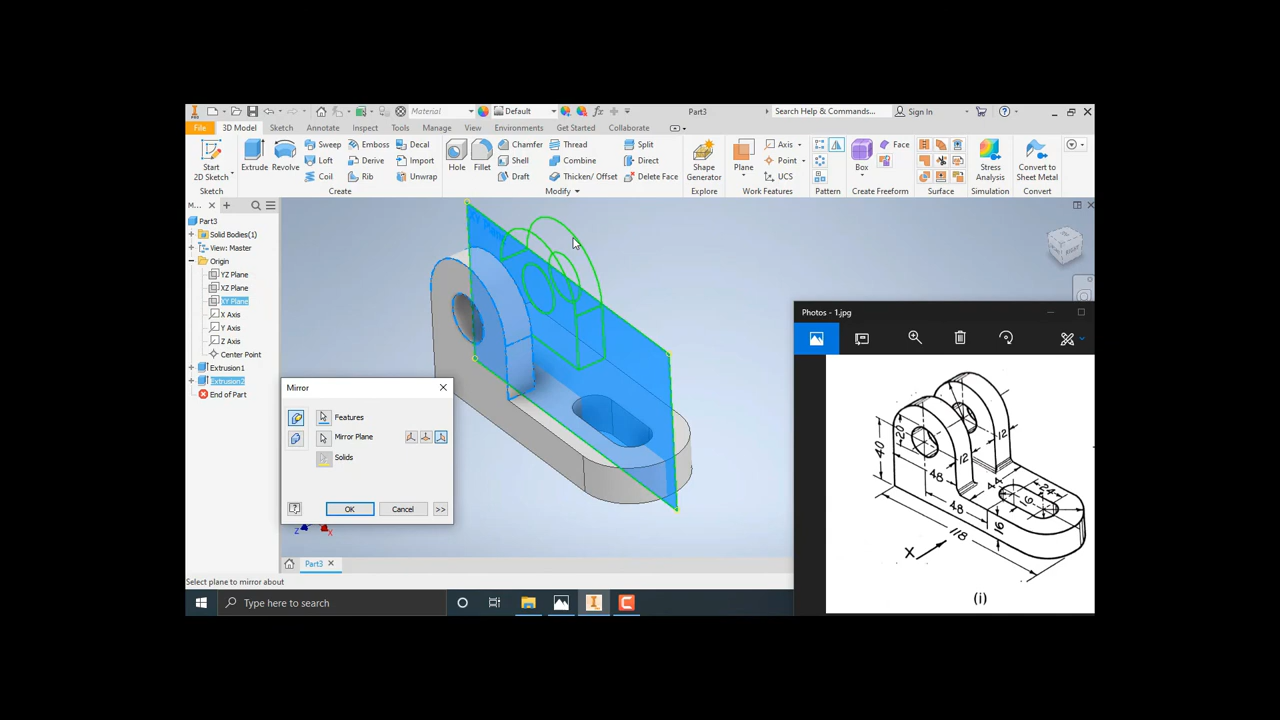 Material
Default
Part3
Search Help & Commands...
Sign In
File
3D Model
Sketch
Annotate
Inspect
Tools
Manage
View
Environments
Get Started
Collaborate
Start
2D Sketch
Extrude
Revolve
Sweep
Loft
Coil
Emboss
Derive
Rib
Decal
Import
Unwrap
Hole
Fillet
Chamfer
Shell
Draft
Thread
Combine
Thicken/ Offset
Split
Direct
Delete Face
Shape
Generator
Plane
Axis
Point
UCS
Box
Face
Stress
Analysis
Convert to
Sheet Metal
Sketch
Create
Modify
Explore
Work Features
Pattern
Create Freeform
Surface
Simulation
Convert
M...
Part3
Solid Bodies(1)
View: Master
Origin
YZ Plane
XZ Plane
XY Plane
X Axis
Y Axis
Z Axis
Center Point
Extrusion1
Extrusion2
End of Part
XY Plane
Mirror
Features
Mirror Plane
Solids
OK
Cancel
>>
Z
X
Photos - 1.jpg
20
40
12
12
48
48
24
16
118
X
(i)
Part3
Select plane to mirror about
Type here to search